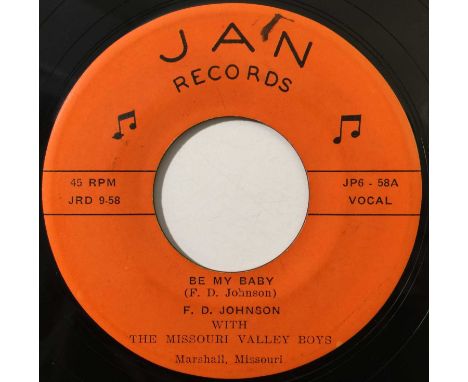 JAN
RECORDS
45 RPM
JRD 9-58
JP6 - 58A
VOCAL
BE MY BABY
(F. D. Johnson)
F. D. JOHNSON
WITH
THE MISSOURI VALLEY BOYS
Marshall, Missouri